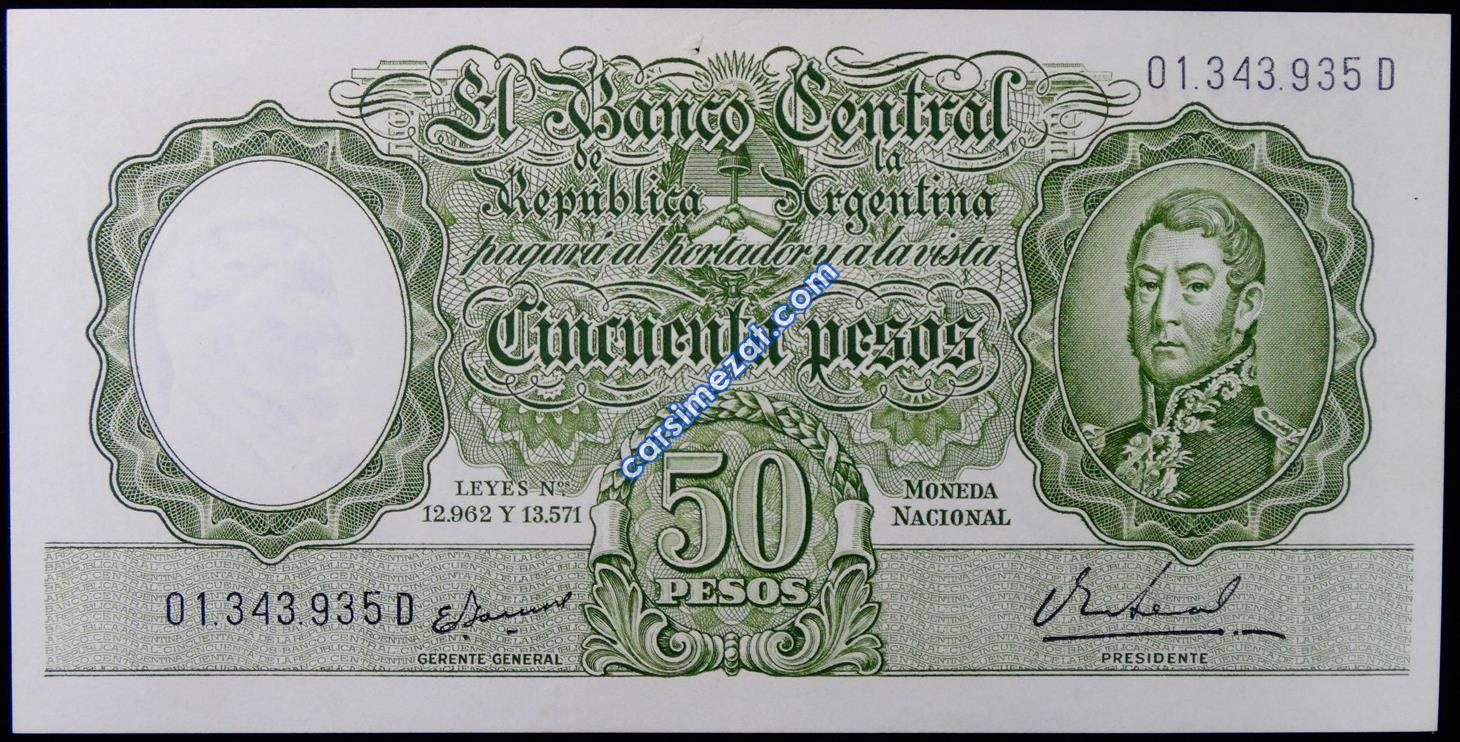 01.343.935 D
El Banco Central
de la
República Argentina
pagará al portador y a la vista
Cincuenta pesos
carsimezat.com
LEYES Nos.
12.962 Y 13.571
MONEDA
NACIONAL
50
PESOS
01.343.935 D
GERENTE GENERAL
PRESIDENTE